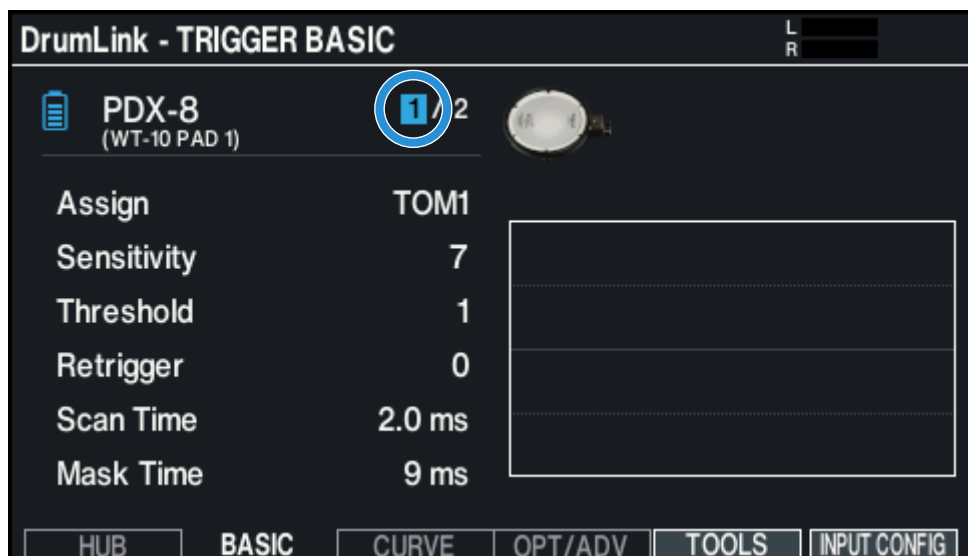 DrumLink - TRIGGER BASIC
L
R
PDX-8 1 / 2
(WT-10 PAD 1)
Assign TOM1
Sensitivity 7
Threshold 1
Retrigger 0
Scan Time 2.0 ms
Mask Time 9 ms
HUB BASIC CURVE OPT/ADV TOOLS INPUT CONFIG